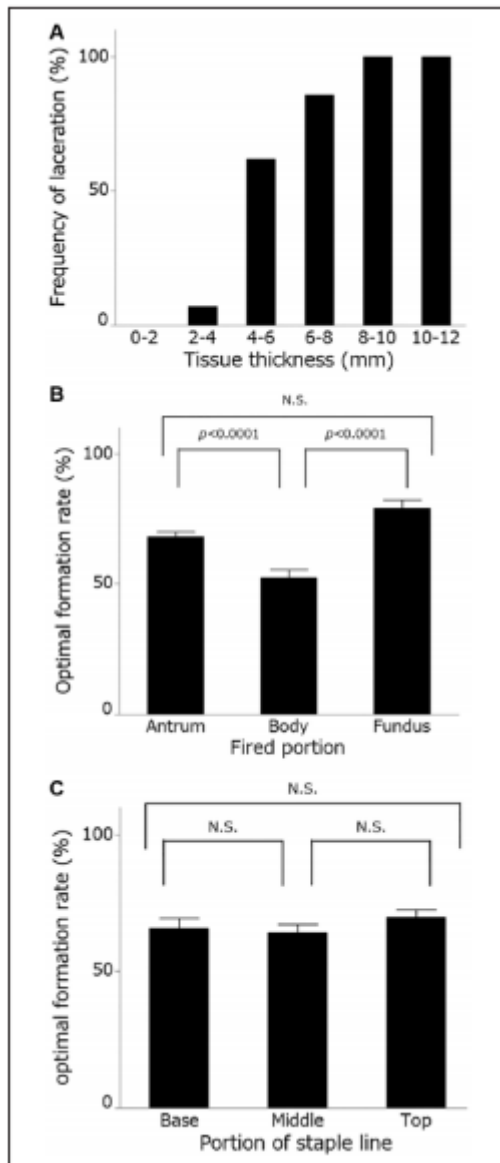 A
Frequency of laceration (%)
100
50
0
0-2 2-4 4-6 6-8 8-10 10-12
Tissue thickness (mm)
B
N.S.
p<0.0001 p<0.0001
Optimal formation rate (%)
100
50
0
Antrum Body Fundus
Fired portion
C
N.S.
N.S. N.S.
optimal formation rate (%)
100
50
0
Base Middle Top
Portion of staple line